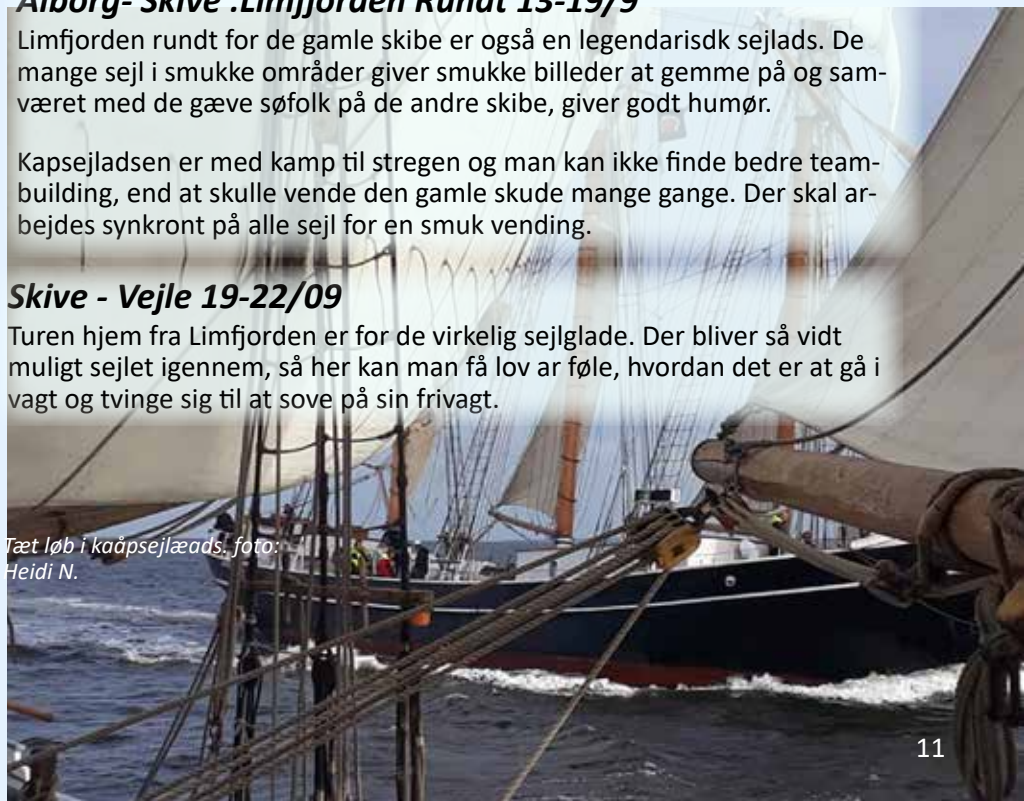 Alborg- Skive .Limfjorden Rundt 13-19/9
Limfjorden rundt for de gamle skibe er også en legendarisdk sejlads. De
mange sejl i smukke områder giver smukke billeder at gemme på og sam-
været med de gæve søfolk på de andre skibe, giver godt humør.
Kapsejladsen er med kamp til stregen og man kan ikke finde bedre team-
building, end at skulle vende den gamle skude mange gange. Der skal ar-
bejdes synkront på alle sejl for en smuk vending.
Skive - Vejle 19-22/09
Turen hjem fra Limfjorden er for de virkelig sejlglade. Der bliver så vidt
muligt sejlet igennem, så her kan man få lov ar føle, hvordan det er at gå i
vagt og tvinge sig til at sove på sin frivagt.
Tæt løb i kaåpsejlæads. foto:
Heidi N.
11